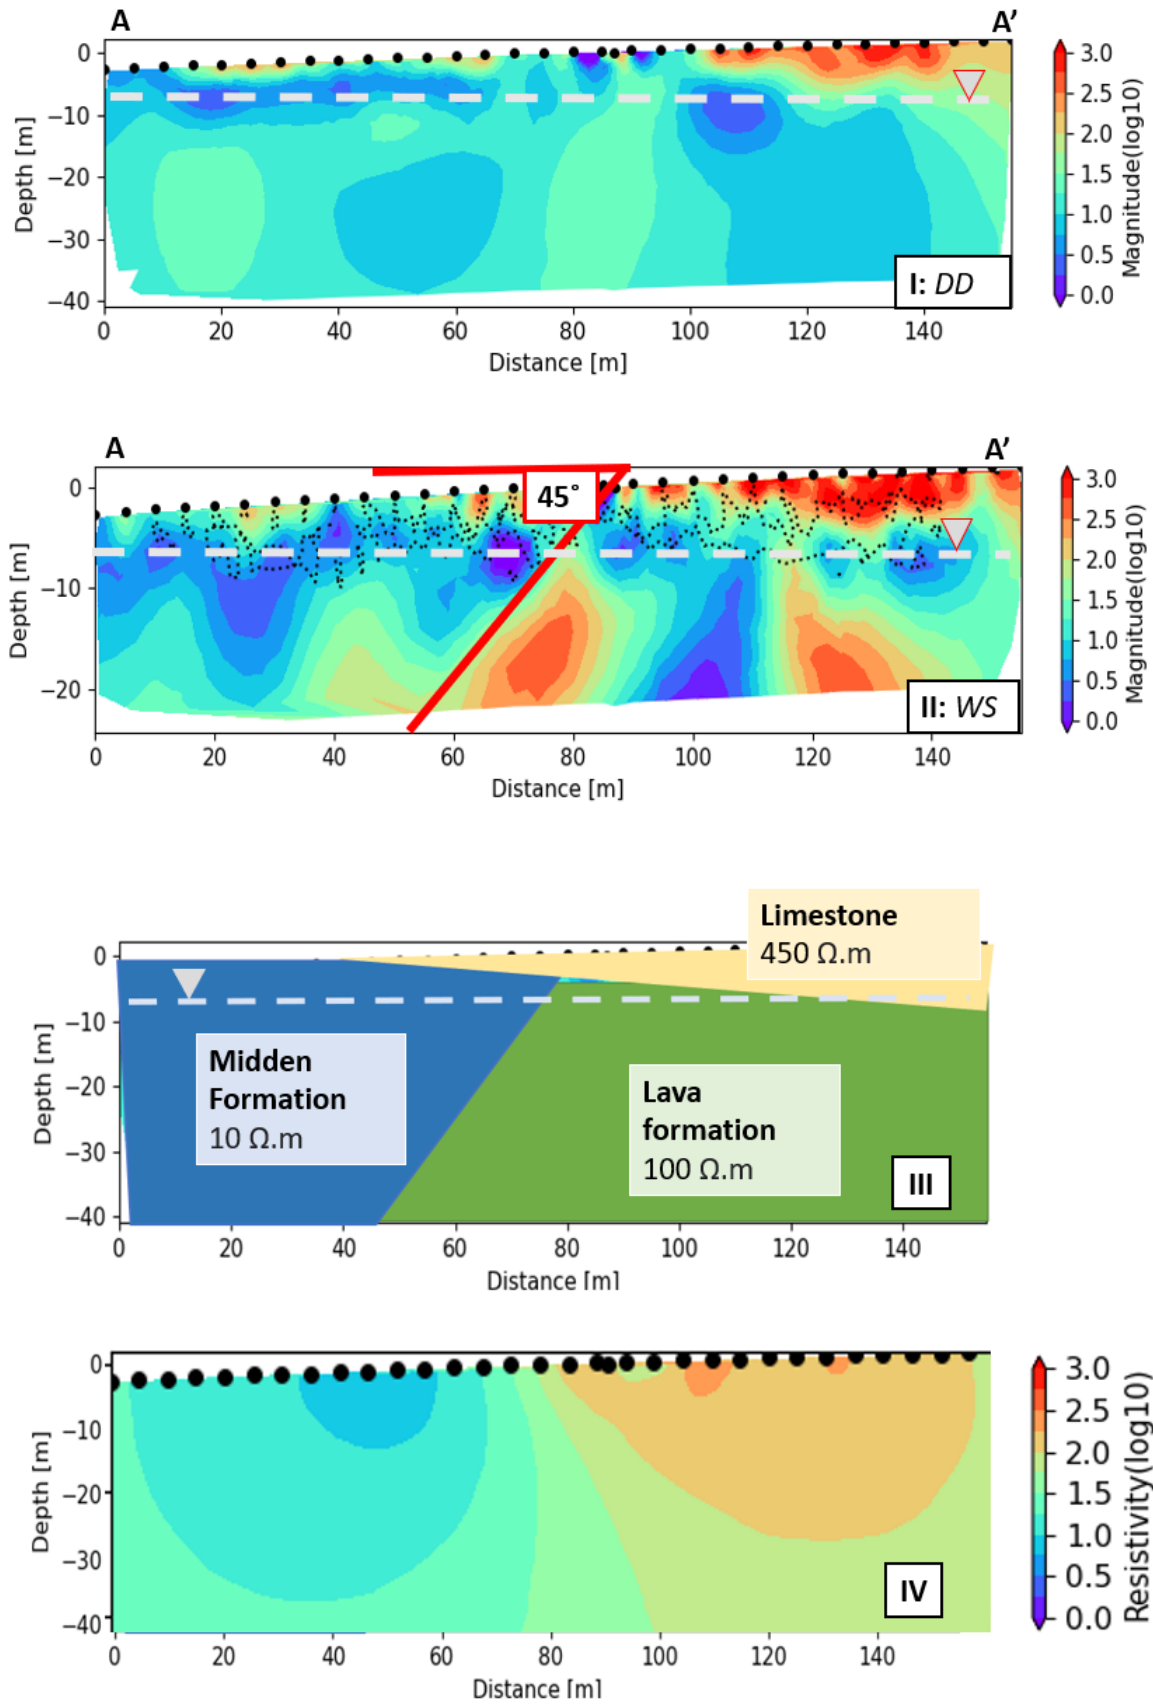 A A'
0
−10
−20
−30
−40
Depth [m]
0 20 40 60 80 100 120 140
Distance [m]
I: DD
3.0
2.5
2.0
1.5
1.0
0.5
0.0
Magnitude(log10)
A A'
45°
0
−10
−20
Depth [m]
0 20 40 60 80 100 120 140
Distance [m]
II: WS
3.0
2.5
2.0
1.5
1.0
0.5
0.0
Magnitude(log10)
Limestone
450 Ω.m
Midden
Formation
10 Ω.m
Lava
formation
100 Ω.m
III
0
−10
−20
−30
−40
Depth [m]
0 20 40 60 80 100 120 140
Distance [m]
0
−10
−20
−30
−40
Depth [m]
IV
0 20 40 60 80 100 120 140
Distance [m]
3.0
2.5
2.0
1.5
1.0
0.5
0.0
Resistivity(log10)